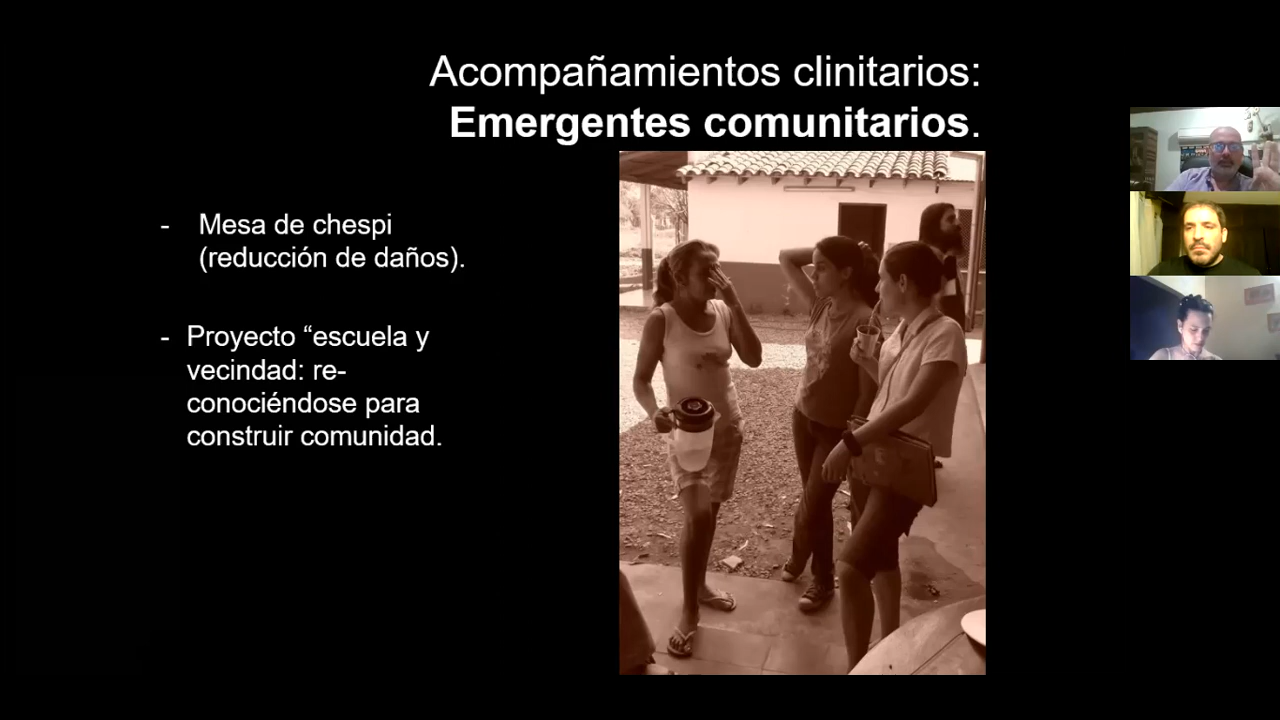 Acompañamientos clinitarios:
Emergentes comunitarios.
- Mesa de chespi
(reducción de daños).
- Proyecto “escuela y
vecindad: re-
conociéndose para
construir comunidad.